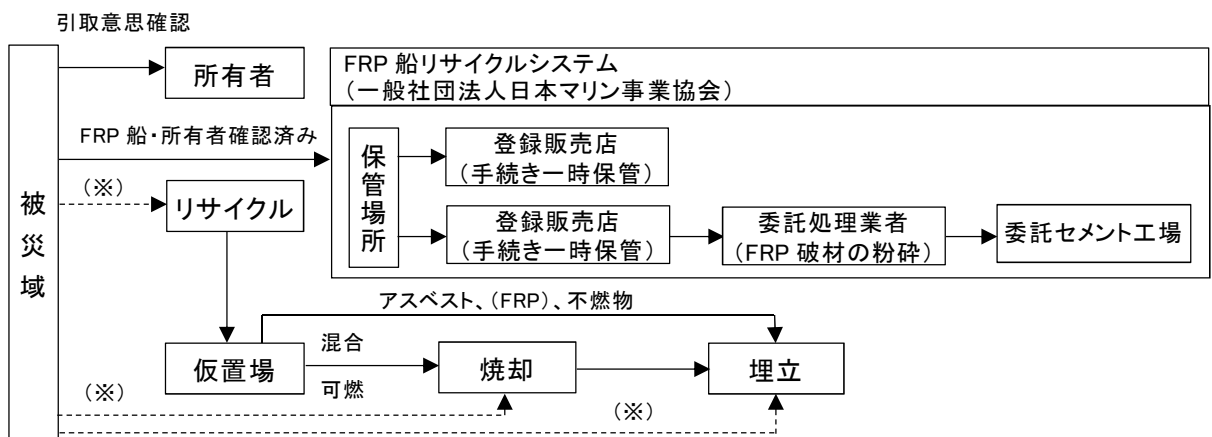 引取意思確認
所有者
FRP 船リサイクルシステム
（一般社団法人日本マリン事業協会）
FRP 船・所有者確認済み
被災域
保管場所
登録販売店
（手続き一時保管）
（※）
リサイクル
登録販売店
（手続き一時保管）
委託処理業者
（FRP 破材の粉砕）
委託セメント工場
アスベスト、（FRP）、不燃物
仮置場
混合
可燃
焼却
埋立
（※）
（※）